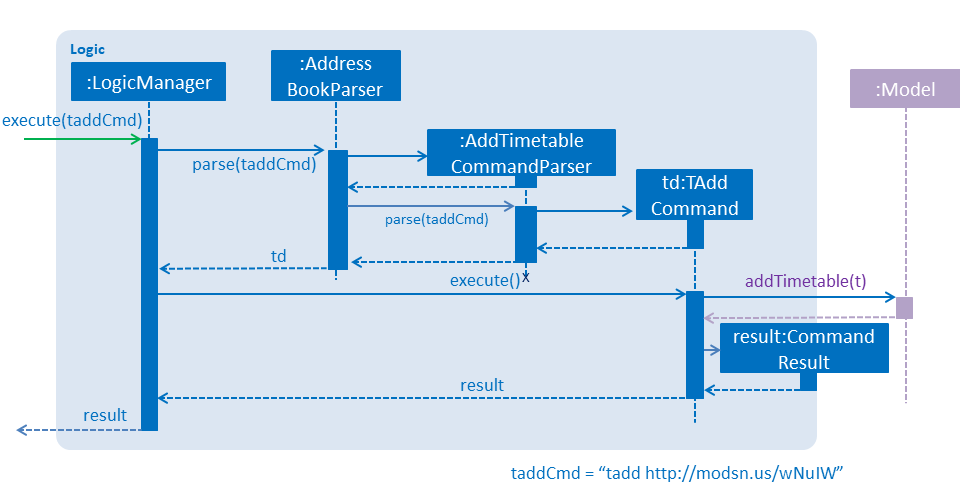 Logic
:LogicManager
:Address
BookParser
:Model
execute(taddCmd)
:AddTimetable
CommandParser
parse(taddCmd)
td:TAdd
Command
parse(taddCmd)
td
execute()
X
addTimetable(t)
result:Command
Result
result
result
taddCmd = “tadd http://modsn.us/wNuIW”